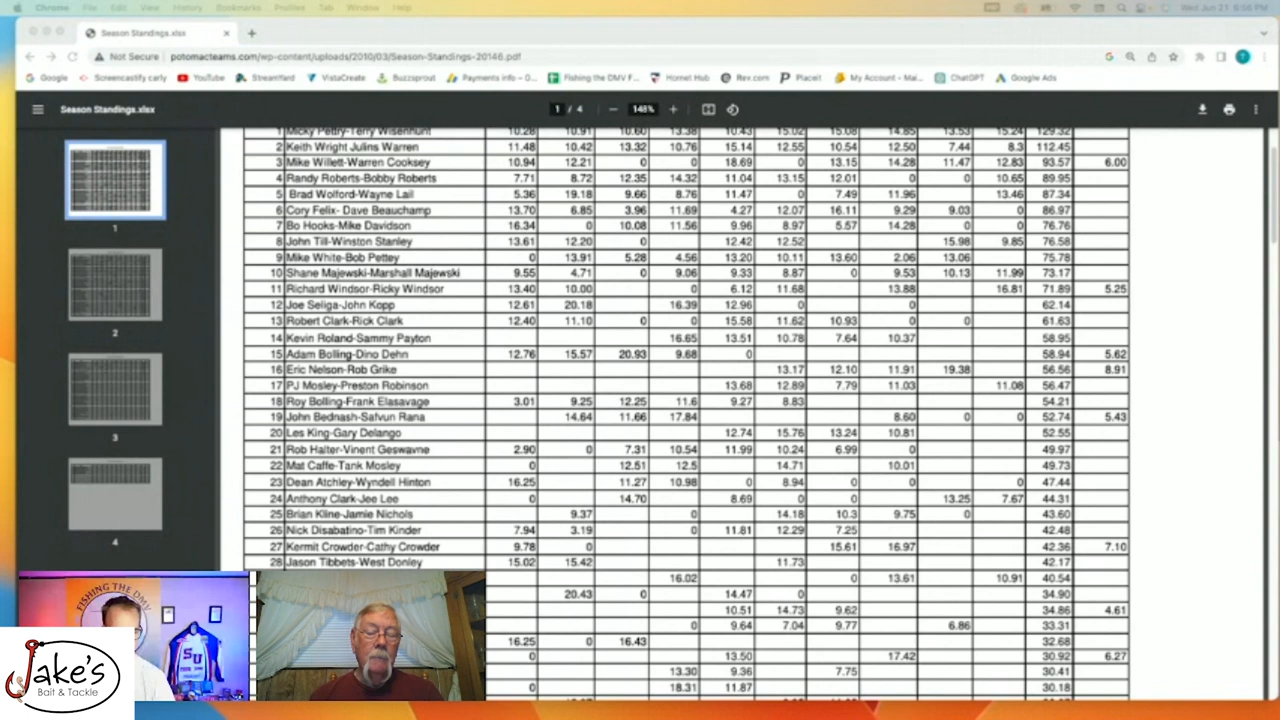 Chrome File Edit View History Bookmarks Profiles Tab Window Help Wed Jun 21
Season Standings.xlsx
Not Secure potomacteams.com/wp-content/uploads/2010/03/Season-Standings-20146.pdf
Google Screencastify carly YouTube StreamYard VistaCreate Buzzsprout Payments info – G... Fishing the DMV F... Hornet Hub Rev.com Placeit My Account - Mai... ChatGPT Google Ads
Season Standings.xlsx 1 / 4 148%
1 Micky Pettry-Terry Wisenhunt 10.28 10.91 10.60 13.38 10.43 15.02 15.08 14.85 13.53 15.24 129.32
2 Keith Wright Julins Warren 11.48 10.42 13.32 10.76 15.14 12.55 10.54 12.50 7.44 8.3 112.45
3 Mike Willett-Warren Cooksey 10.94 12.21 0 0 18.69 0 13.15 14.28 11.47 12.83 93.57 6.00
4 Randy Roberts-Bobby Roberts 7.71 8.72 12.35 14.32 11.04 13.15 12.01 0 0 10.65 89.95
5 Brad Wolford-Wayne Lail 5.36 19.18 9.66 8.76 11.47 0 7.49 11.96 13.46 87.34
6 Cory Felix- Dave Beauchamp 13.70 6.85 3.96 11.69 4.27 12.07 16.11 9.29 9.03 0 86.97
7 Bo Hooks-Mike Davidson 16.34 0 10.08 11.56 9.96 8.97 5.57 14.28 0 0 76.76
8 John Till-Winston Stanley 13.61 12.20 0 12.42 12.52 15.98 9.85 76.58
9 Mike White-Bob Pettey 0 13.91 5.28 4.56 13.20 10.11 13.60 2.06 13.06 75.78
10 Shane Majewski-Marshall Majewski 9.55 4.71 0 9.06 9.33 8.87 0 9.53 10.13 11.99 73.17
11 Richard Windsor-Ricky Windsor 13.40 10.00 6.12 11.68 13.88 16.81 71.89 5.25
12 Joe Seliga-John Kopp 12.61 20.18 16.39 12.96 0 0 0 62.14
13 Robert Clark-Rick Clark 12.40 11.10 0 0 15.58 11.62 10.93 0 0 61.63
14 Kevin Roland-Sammy Payton 16.65 13.51 10.78 7.64 10.37 58.95
15 Adam Bolling-Dino Dehn 12.76 15.57 20.93 9.68 0 58.94 5.62
16 Eric Nelson-Rob Grike 13.17 12.10 11.91 19.38 0 56.56 8.91
17 PJ Mosley-Preston Robinson 13.68 12.89 7.79 11.03 11.08 56.47
18 Roy Bolling-Frank Elasavage 3.01 9.25 12.25 11.6 9.27 8.83 54.21
19 John Bednash-Safvun Rana 14.64 11.66 17.84 8.60 0 0 52.74 5.43
20 Les King-Gary Delango 12.74 15.76 13.24 10.81 52.55
21 Rob Halter-Vinent Geswavne 2.90 0 7.31 10.54 11.99 10.24 6.99 0 49.97
22 Mat Caffe-Tank Mosley 0 12.51 12.5 14.71 10.01 49.73
23 Dean Atchley-Wyndell Hinton 16.25 11.27 10.98 0 8.94 0 0 0 47.44
24 Anthony Clark-Jee Lee 0 14.70 8.69 0 0 13.25 7.67 44.31
25 Brian Kline-Jamie Nichols 9.37 0 14.18 10.3 9.75 0 43.60
26 Nick Disabatino-Tim Kinder 7.94 3.19 0 11.81 12.29 7.25 42.48
27 Kermit Crowder-Cathy Crowder 9.78 0 15.61 16.97 42.36 7.10
28 Jason Tibbets-West Donley 15.02 15.42 11.73 42.17
16.02 0 13.61 10.91 40.54
20.43 0 14.47 0 34.90
10.51 14.73 9.62 34.86 4.61
0 9.64 7.04 9.77 6.86 33.31
16.25 0 16.43 32.68
0 13.50 17.42 30.92 6.27
13.30 9.36 7.75 30.41
0 18.31 11.87 30.18
1
2
3
4
FISHING THE DMV
SU
Jake's
Bait & Tackle